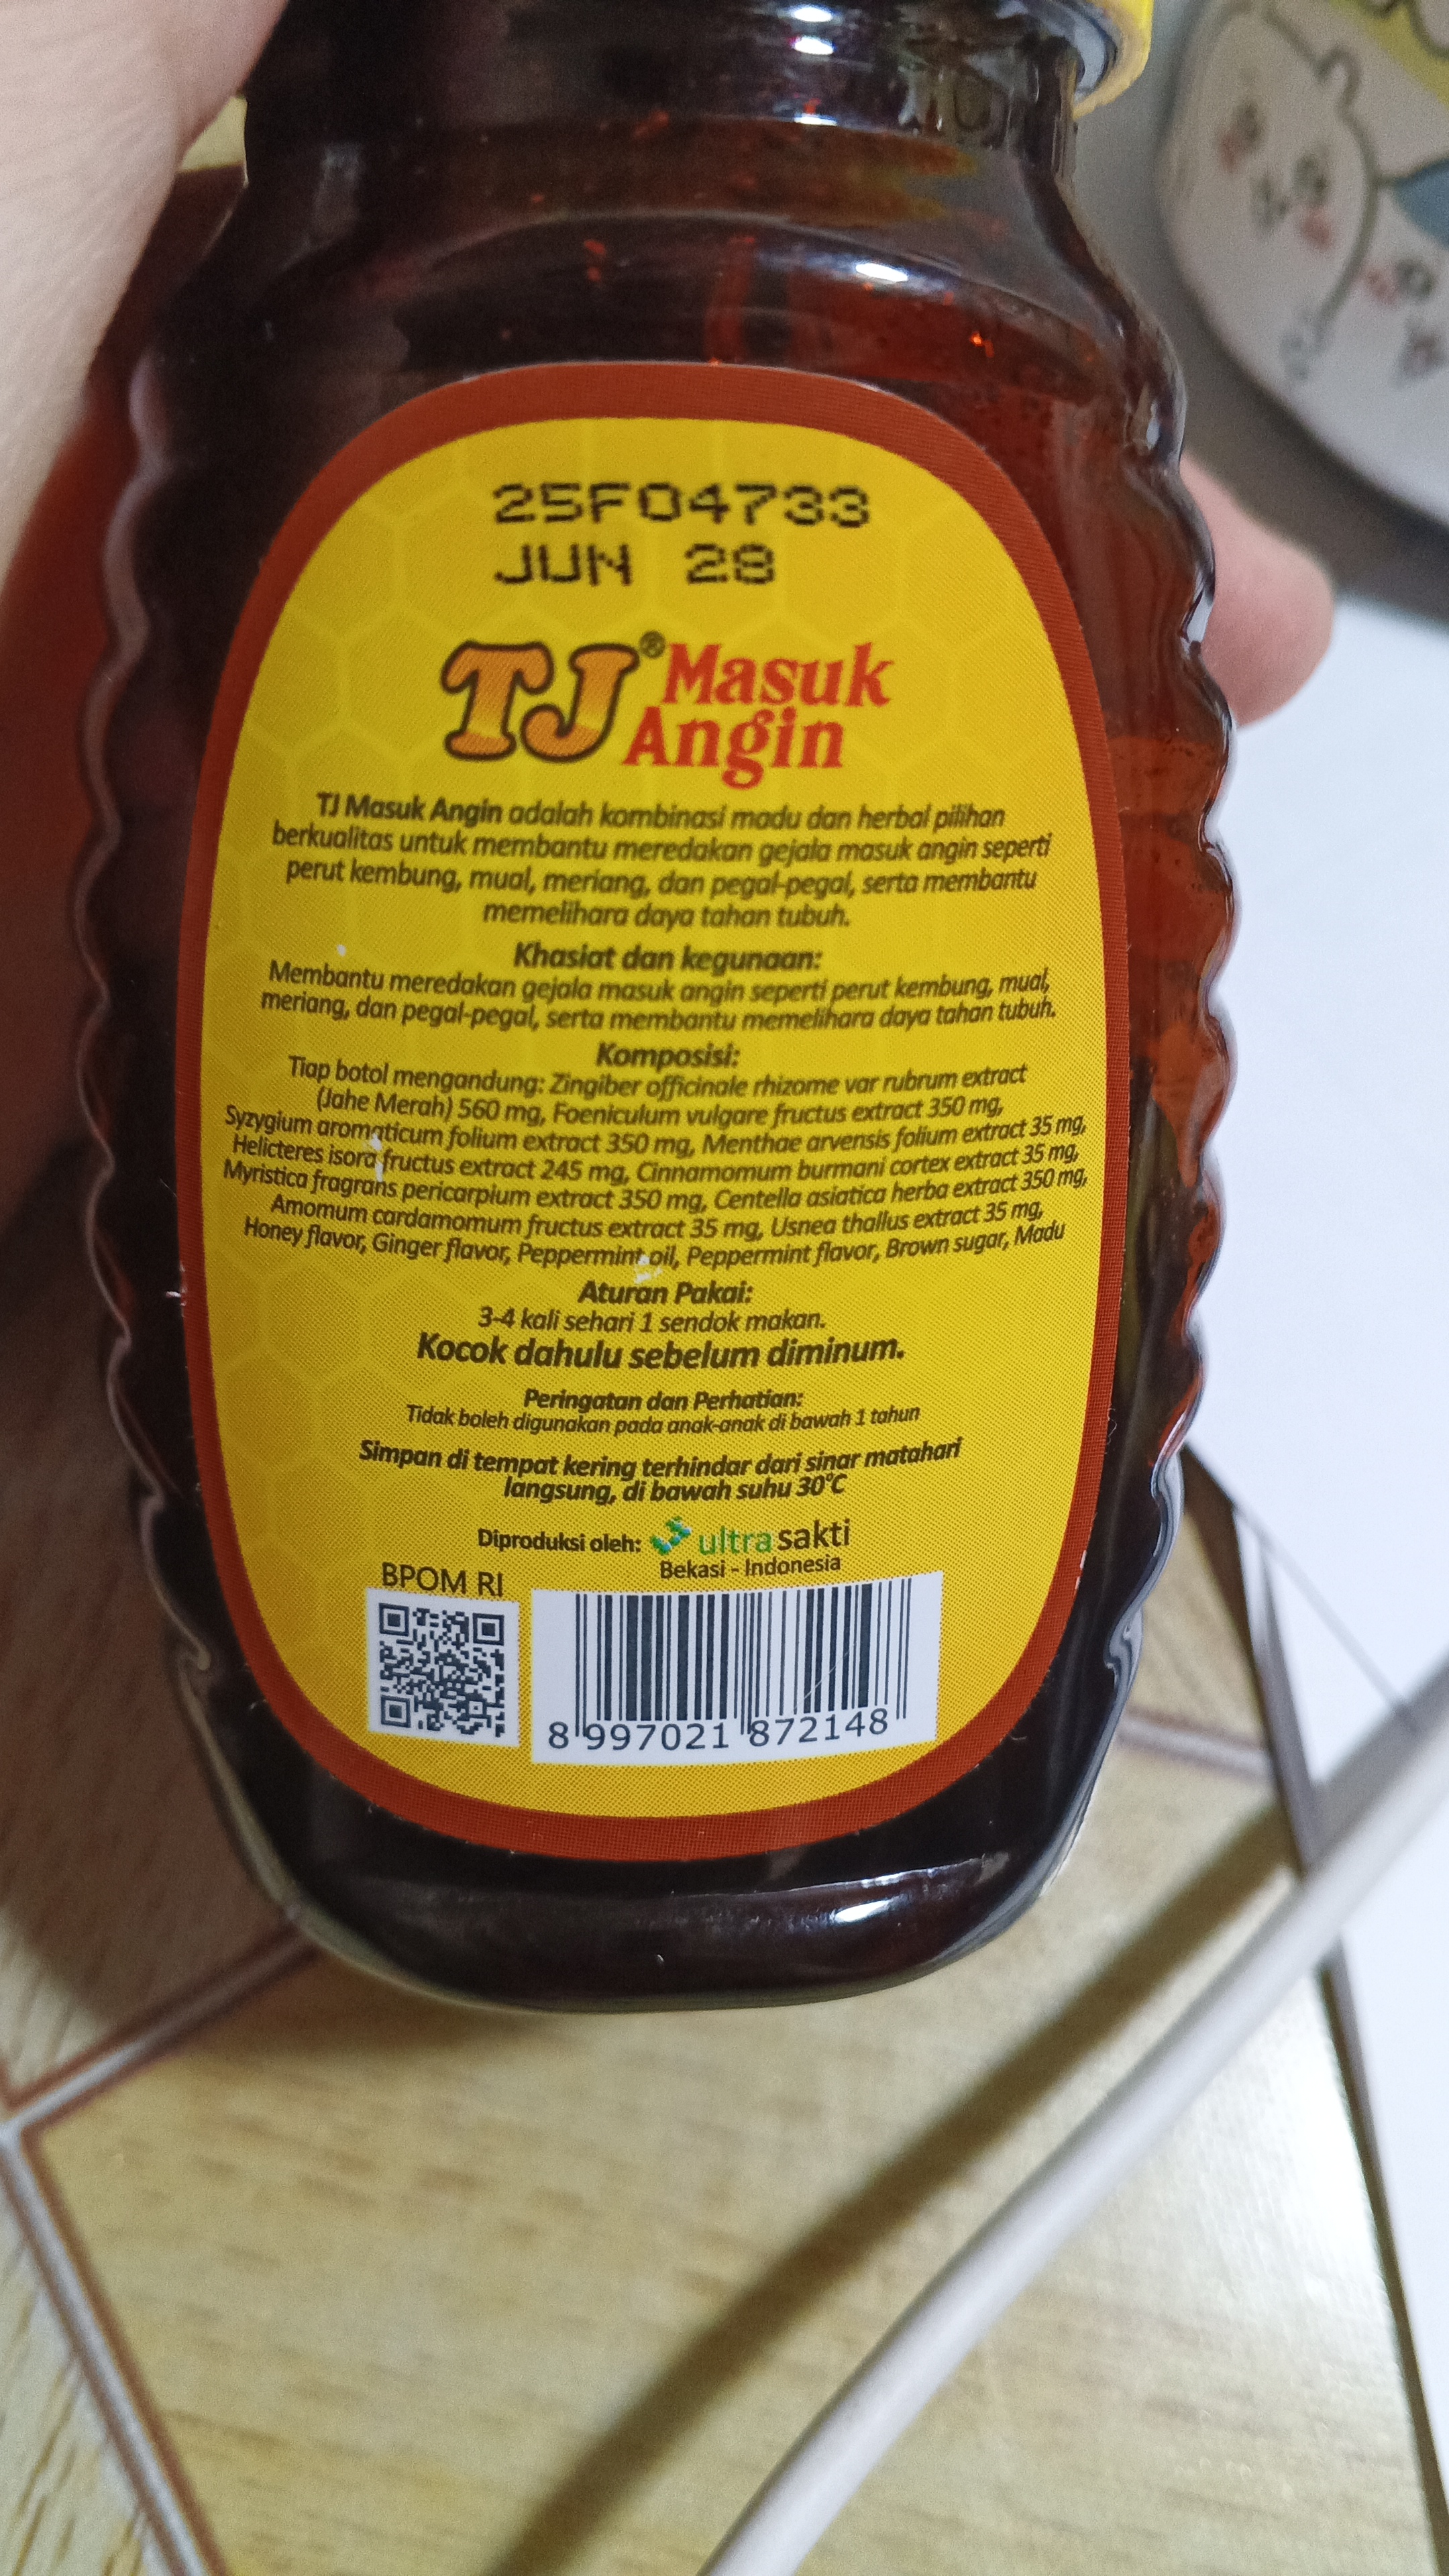 25F04733
JUN 28
TJ® Masuk
Angin
TJ Masuk Angin adalah kombinasi madu dan herbal pilihan
berkualitas untuk membantu meredakan gejala masuk angin seperti
perut kembung, mual, meriang, dan pegal-pegal, serta membantu
memelihara daya tahan tubuh.
Khasiat dan kegunaan:
Membantu meredakan gejala masuk angin seperti perut kembung, mual,
meriang, dan pegal-pegal, serta membantu memelihara daya tahan tubuh.
Komposisi:
Tiap botol mengandung: Zingiber officinale rhizome var rubrum extract
(Jahe Merah) 560 mg, Foeniculum vulgare fructus extract 350 mg,
Syzygium aromaticum folium extract 350 mg, Menthae arvensis folium extract 35 mg,
Helicteres isora fructus extract 245 mg, Cinnamomum burmani cortex extract 35 mg,
Myristica fragrans pericarpium extract 350 mg, Centella asiatica herba extract 350 mg,
Amomum cardamomum fructus extract 35 mg, Usnea thallus extract 35 mg,
Honey flavor, Ginger flavor, Peppermint oil, Peppermint flavor, Brown sugar, Madu
Aturan Pakai:
3-4 kali sehari 1 sendok makan.
Kocok dahulu sebelum diminum.
Peringatan dan Perhatian:
Tidak boleh digunakan pada anak-anak di bawah 1 tahun
Simpan di tempat kering terhindar dari sinar matahari
langsung, di bawah suhu 30°C
Diproduksi oleh: ultra sakti
Bekasi - Indonesia
BPOM RI
8 997021 872148